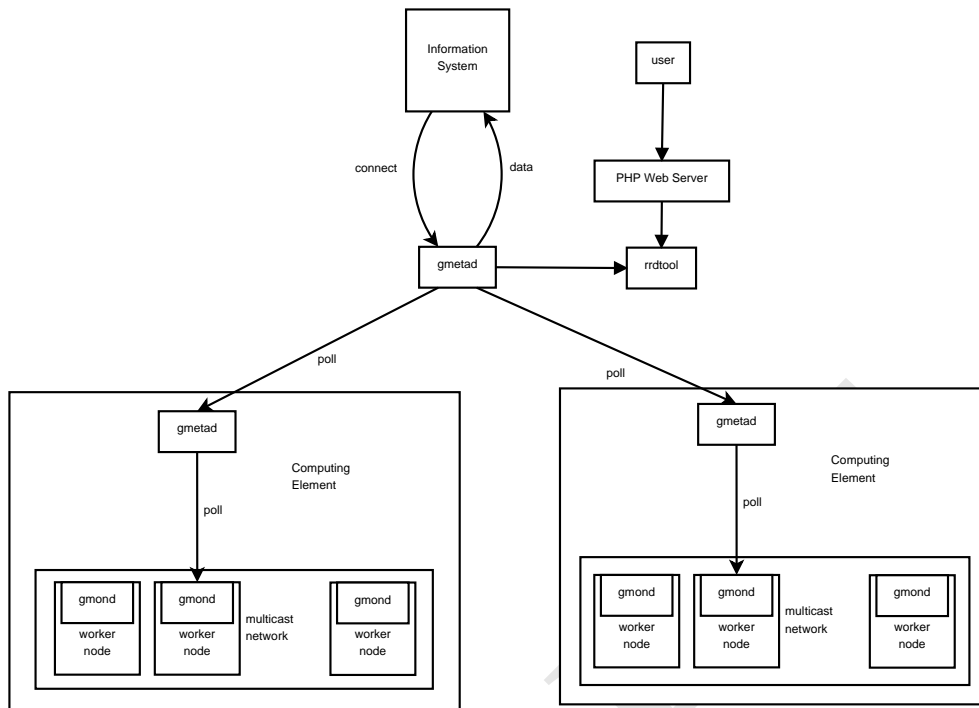 Information
System
user
connect
data
PHP Web Server
gmetad
rrdtool
poll
poll
gmetad
Computing
Element
poll
gmond
worker
node
gmond
worker
node
multicast
network
gmond
worker
node
gmetad
Computing
Element
poll
gmond
worker
node
gmond
worker
node
multicast
network
gmond
worker
node